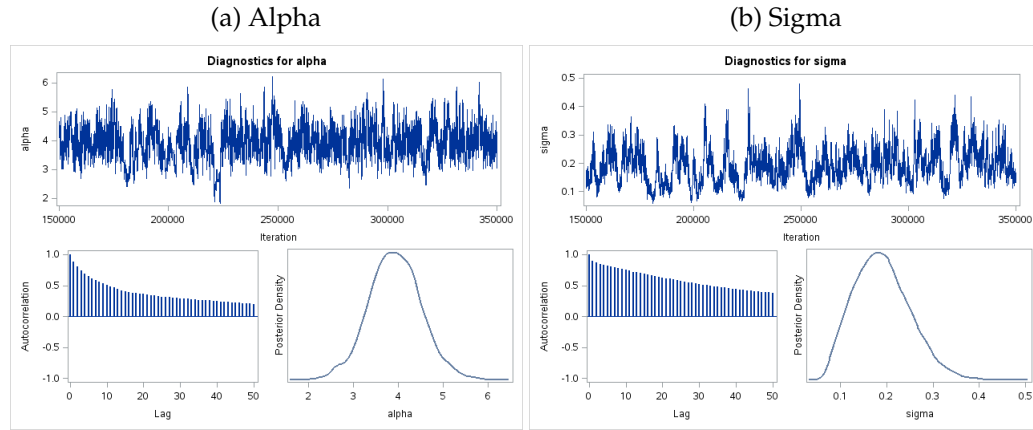 (a) Alpha
Diagnostics for alpha
alpha
6
5
4
3
2
150000 200000 250000 300000 350000
Iteration
Autocorrelation
1.0
0.5
0.0
-0.5
-1.0
0 10 20 30 40 50
Lag
Posterior Density
2 3 4 5 6
alpha
(b) Sigma
Diagnostics for sigma
sigma
0.5
0.4
0.3
0.2
0.1
150000 200000 250000 300000 350000
Iteration
Autocorrelation
1.0
0.5
0.0
-0.5
-1.0
0 10 20 30 40 50
Lag
Posterior Density
0.1 0.2 0.3 0.4 0.5
sigma